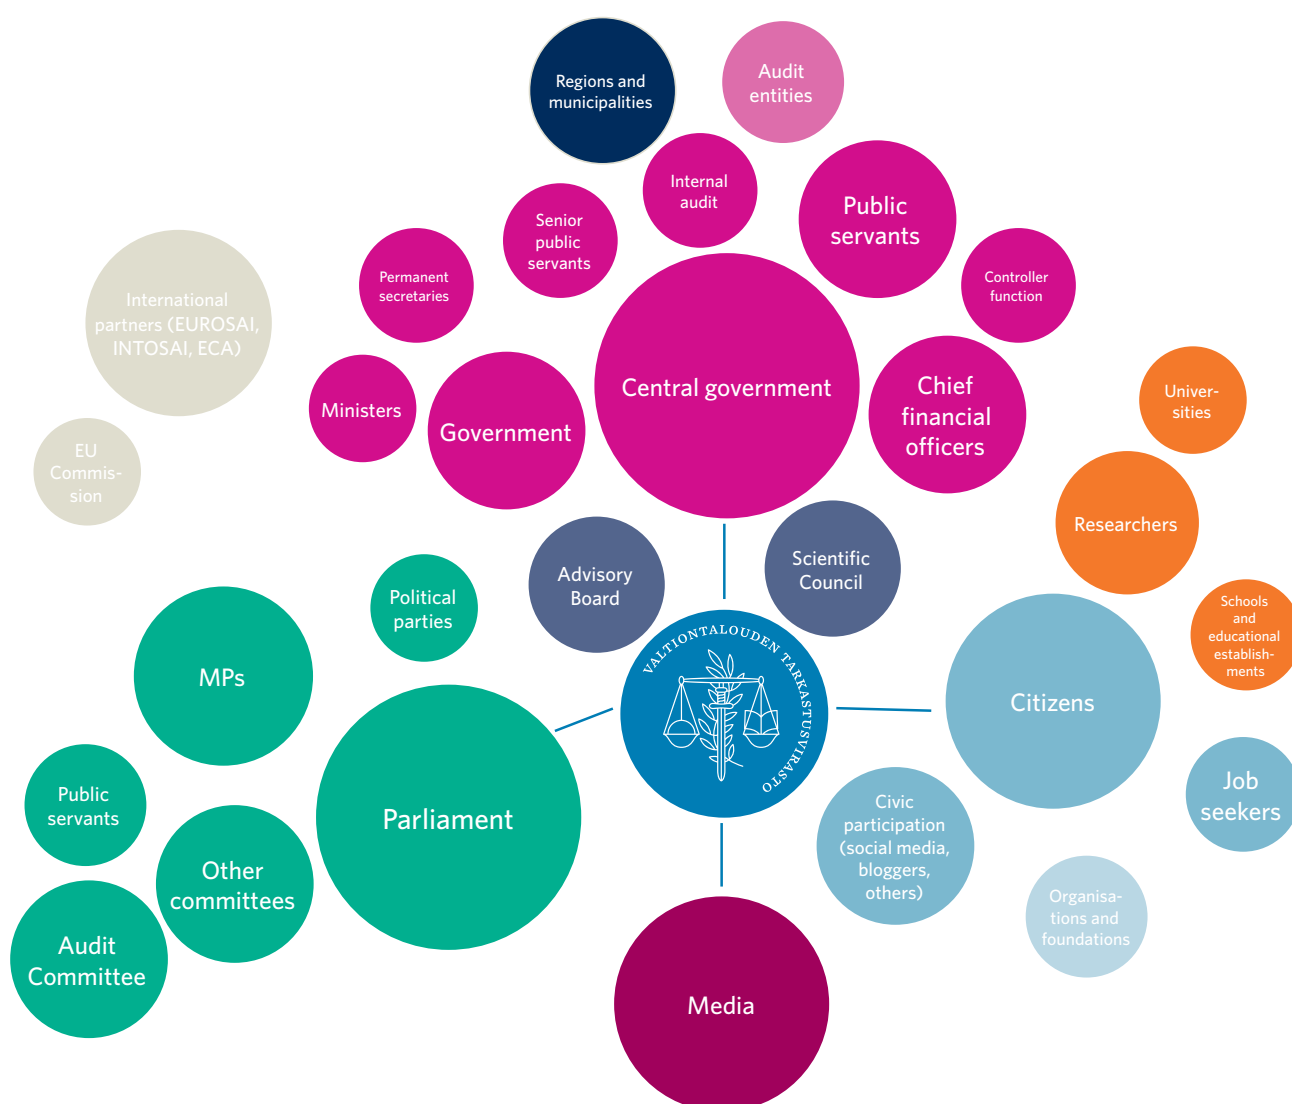 Regions and
municipalities
Audit
entities
Internal
audit
Public
servants
Senior
public
servants
Permanent
secretaries
Controller
function
International
partners (EUROSAI,
INTOSAI, ECA)
Central government
Chief
financial
officers
Ministers
Government
Univer-
sities
EU
Commis-
sion
Researchers
Advisory
Board
Scientific
Council
Political
parties
Schools
and
educational
establish-
ments
MPs
VALTIONTALOUDEN TARKASTUSVIRASTO
Citizens
Public
servants
Parliament
Other
committees
Civic
participation
(social media,
bloggers,
others)
Job
seekers
Audit
Committee
Organisa-
tions and
foundations
Media